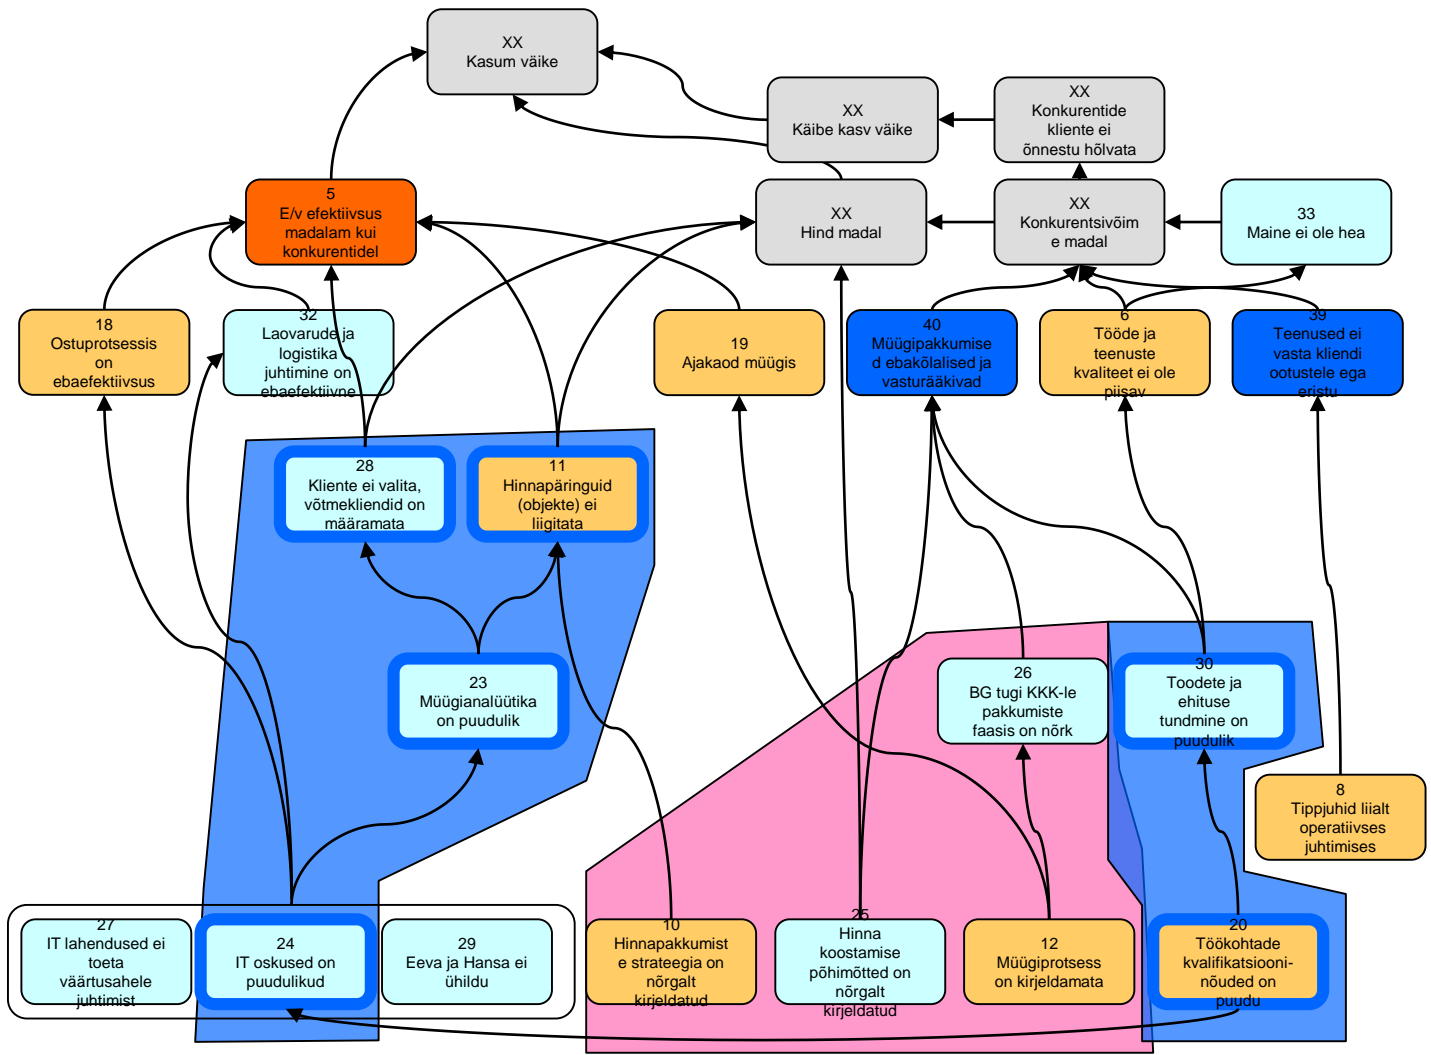 XX
Kasum väike
XX
Käibe kasv väike
XX
Konkurentide
kliente ei
õnnestu hõlvata
5
E/v efektiivsus
madalam kui
konkurentidel
XX
Hind madal
XX
Konkurentsivõim
e madal
33
Maine ei ole hea
18
Ostuprotsessis
on
ebaefektiivsus
32
Laovarude ja
logistika
juhtimine on
ebaefektiivne
19
Ajakaod müügis
40
Müügipakkumise
d ebakõlalised ja
vasturääkivad
6
Tööde ja
teenuste
kvaliteet ei ole
piisav
39
Teenused ei
vasta kliendi
ootustele ega
eristu
28
Kliente ei valita,
võtmekliendid on
määramata
11
Hinnapäringuid
(objekte) ei
liigitata
23
Müügianalüütika
on puudulik
26
BG tugi KKK-le
pakkumiste
faasis on nõrk
30
Toodete ja
ehituse
tundmine on
puudulik
8
Tippjuhid liialt
operatiivses
juhtimises
27
IT lahendused ei
toeta
väärtusahele
juhtimist
24
IT oskused on
puudulikud
29
Eeva ja Hansa ei
ühildu
10
Hinnapakkumist
e strateegia on
nõrgalt
kirjeldatud
25
Hinna
koostamise
põhimõtted on
nõrgalt
kirjeldatud
12
Müügiprotsess
on kirjeldamata
20
Töökohtade
kvalifikatsiooni-
nõuded on
puudu